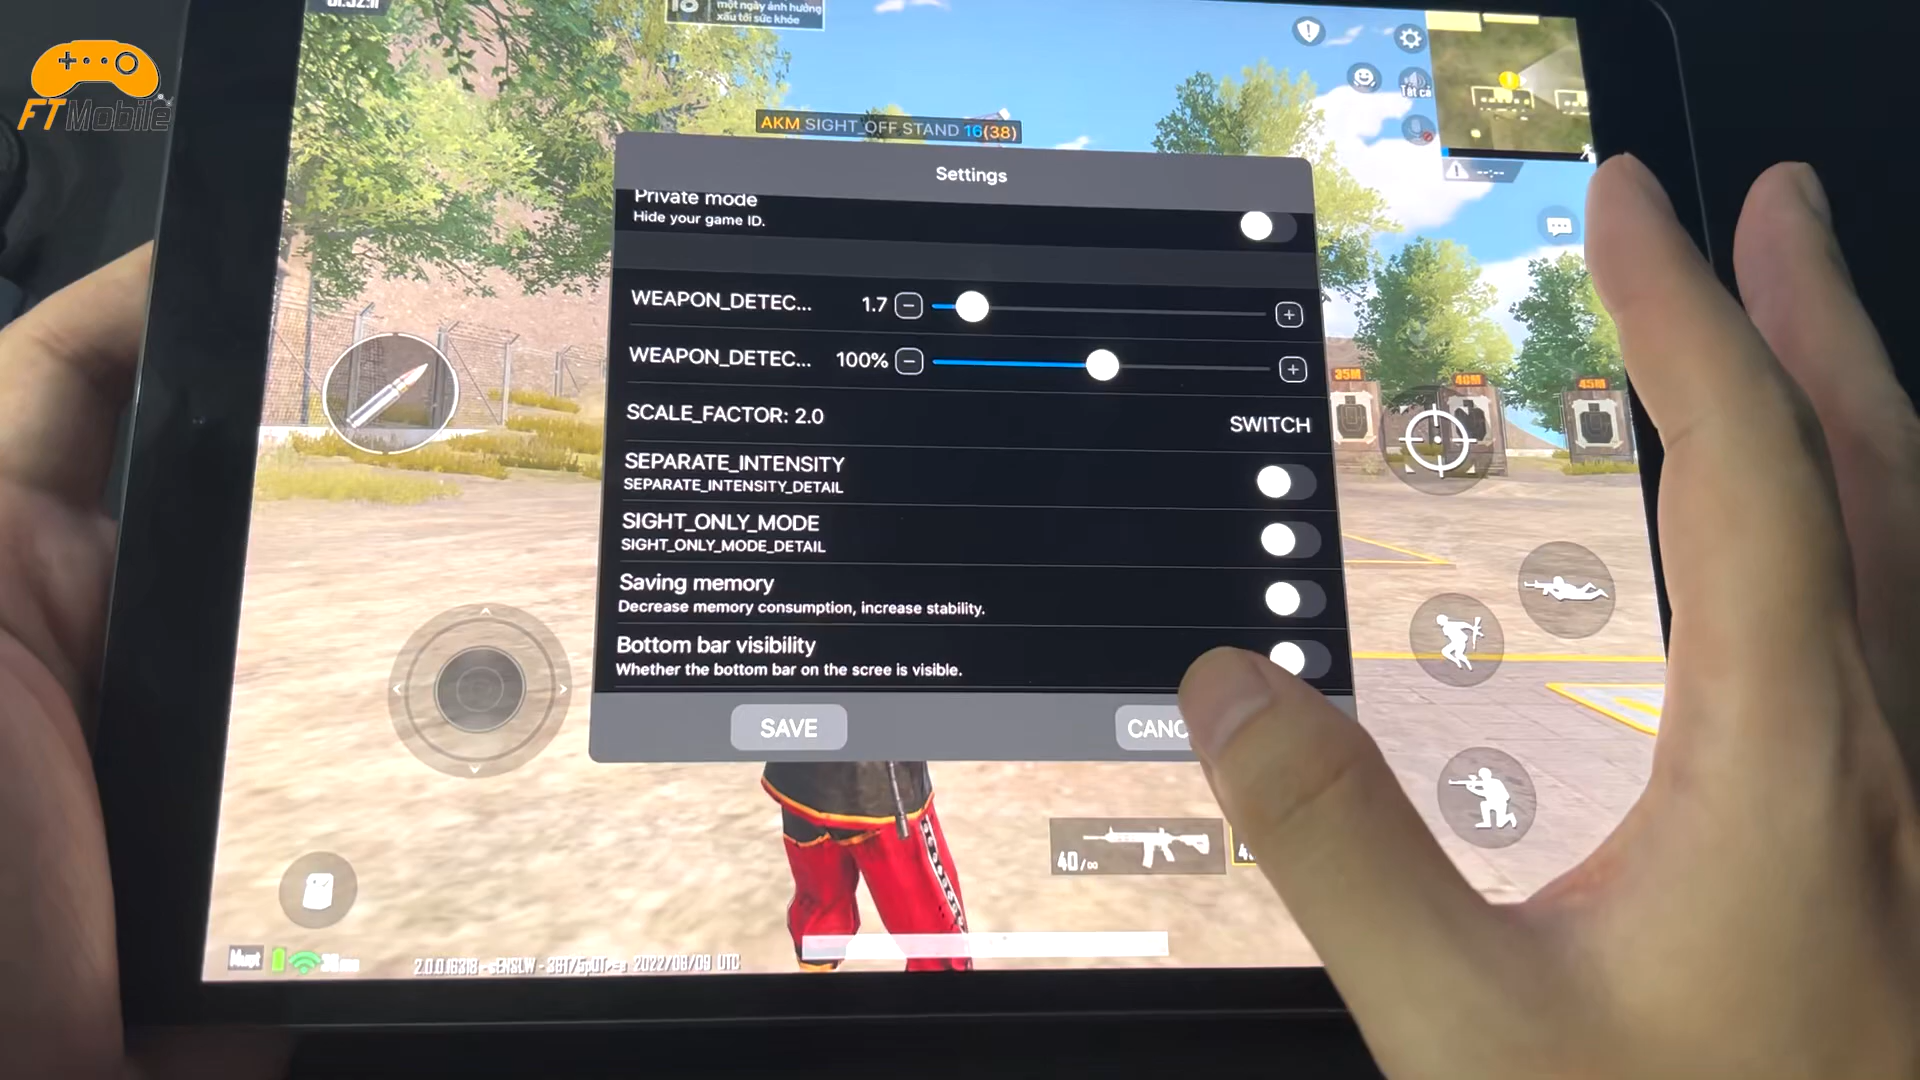 FTMobile
một ngày ảnh hưởng
xấu tới sức khỏe
AKM SIGHT_OFF STAND 16(38)
Tất cả
Settings
Private mode
Hide your game ID.
WEAPON_DETEC... 1.7
WEAPON_DETEC... 100%
SCALE_FACTOR: 2.0 SWITCH
SEPARATE_INTENSITY
SEPARATE_INTENSITY_DETAIL
SIGHT_ONLY_MODE
SIGHT_ONLY_MODE_DETAIL
Saving memory
Decrease memory consumption, increase stability.
Bottom bar visibility
Whether the bottom bar on the scree is visible.
SAVE
CANC
35M
40M
45M
40/∞
2022/08/09 UTC